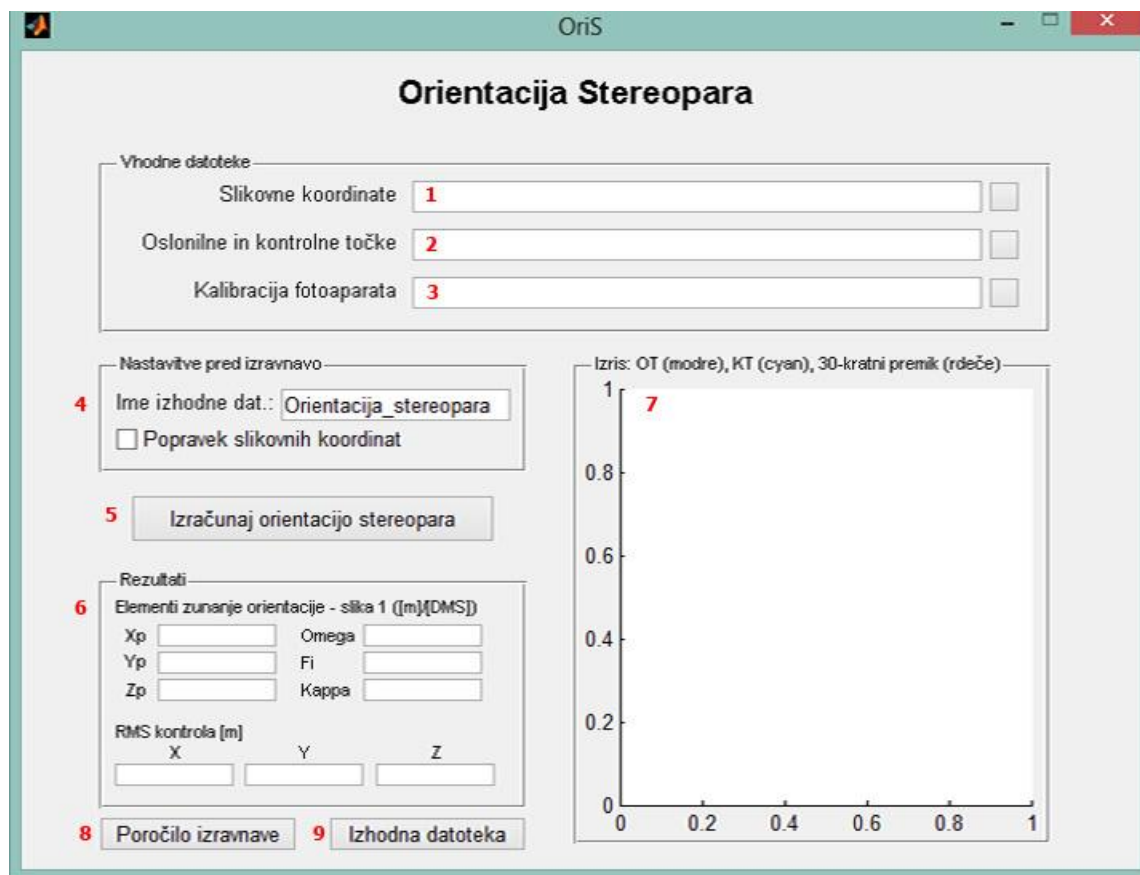 OriS
Orientacija Stereopara
Vhodne datoteke
Slikovne koordinate 1
Oslonilne in kontrolne točke 2
Kalibracija fotoaparata 3
Nastavitve pred izravnavo
4 Ime izhodne dat.: Orientacija_stereopara
Popravek slikovnih koordinat
5 Izračunaj orientacijo stereopara
Rezultati
6 Elementi zunanje orientacije - slika 1 ([m]/[DMS])
Xp Omega
Yp Fi
Zp Kappa
RMS kontrola [m]
X Y Z
8 Poročilo izravnave 9 Izhodna datoteka
Izris: OT (modre), KT (cyan), 30-kratni premik (rdeče)
1 7
0.8
0.6
0.4
0.2
0
0 0.2 0.4 0.6 0.8 1